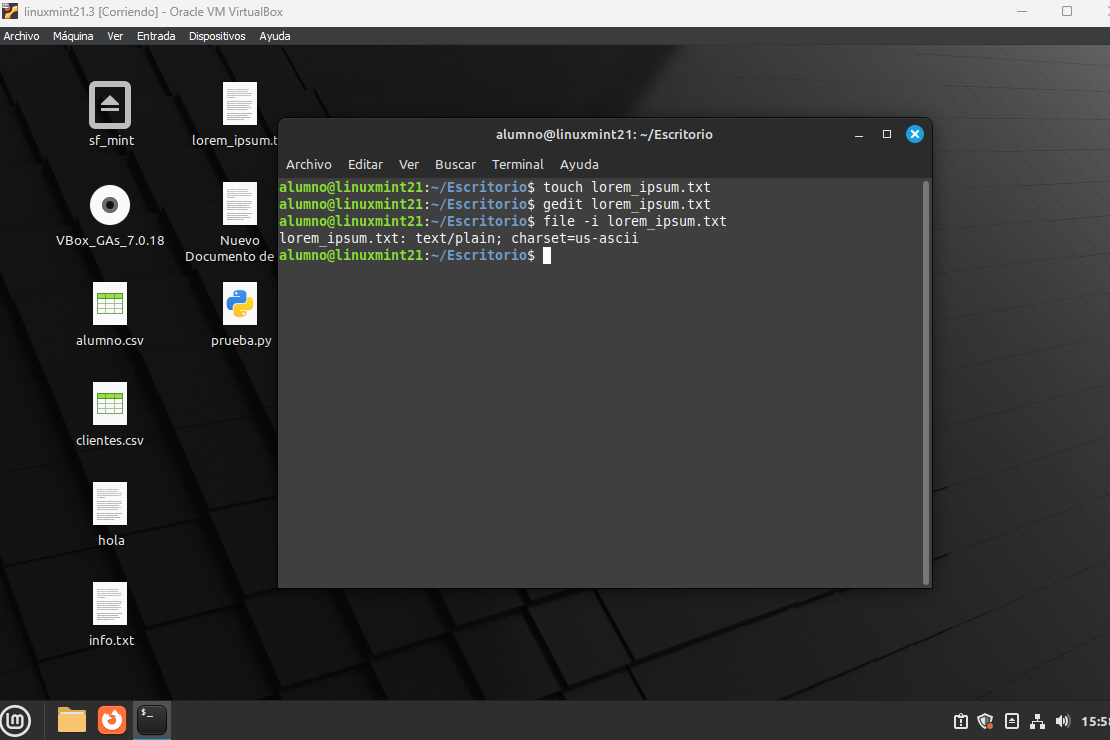 linuxmint21.3 [Corriendo] - Oracle VM VirtualBox
Archivo Máquina Ver Entrada Dispositivos Ayuda
sf_mint
lorem_ipsum.t
VBox_GAs_7.0.18
Nuevo
Documento de
alumno.csv
prueba.py
clientes.csv
hola
info.txt
alumno@linuxmint21: ~/Escritorio
Archivo Editar Ver Buscar Terminal Ayuda
alumno@linuxmint21:~/Escritorio$ touch lorem_ipsum.txt
alumno@linuxmint21:~/Escritorio$ gedit lorem_ipsum.txt
alumno@linuxmint21:~/Escritorio$ file -i lorem_ipsum.txt
lorem_ipsum.txt: text/plain; charset=us-ascii
alumno@linuxmint21:~/Escritorio$
$_
lm
15:58